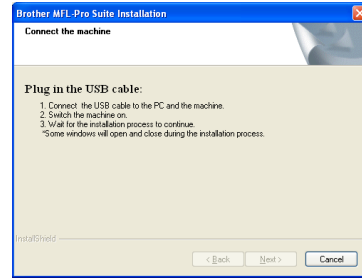 Brother MFL-Pro Suite Installation
Connect the machine
Plug in the USB cable:
1. Connect the USB cable to the PC and the machine.
2. Switch the machine on.
3. Wait for the installation process to continue.
*Some windows will open and close during the installation process.
InstallShield
< Back Next > Cancel